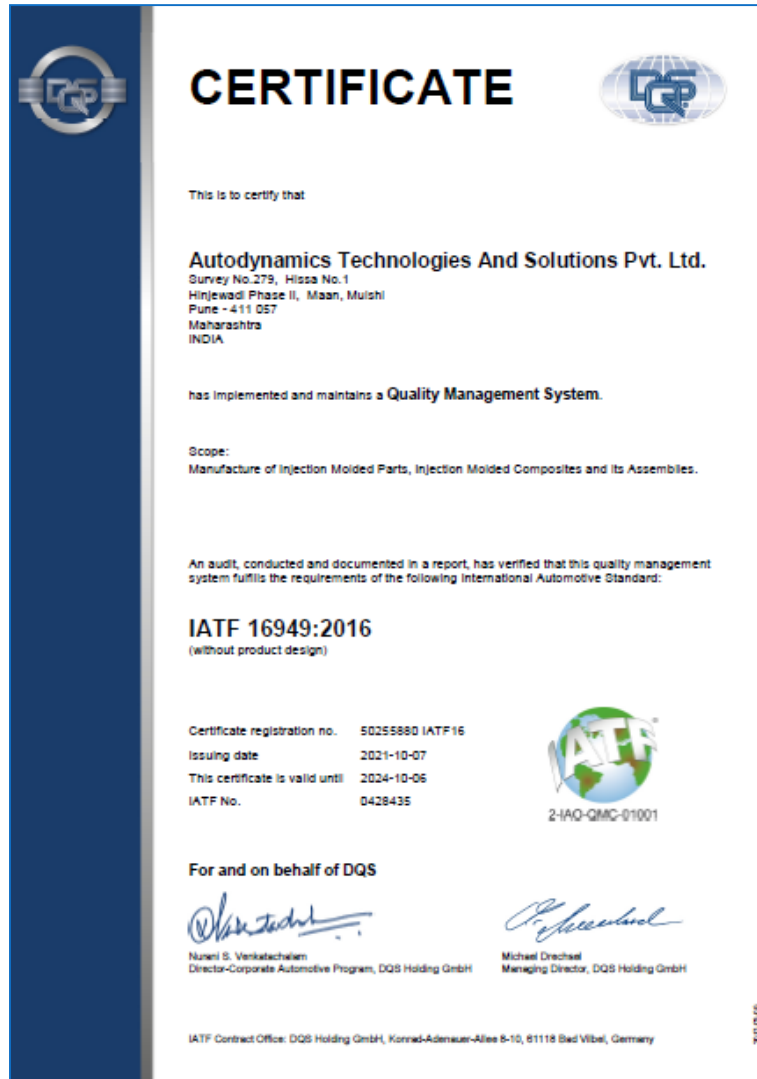 DQS
CERTIFICATE
DQS
This is to certify that
Autodynamics Technologies And Solutions Pvt. Ltd.
Survey No.279, Hissa No.1
Hinjewadi Phase II, Maan, Mulshi
Pune - 411 057
Maharashtra
INDIA
has implemented and maintains a Quality Management System.
Scope:
Manufacture of Injection Molded Parts, Injection Molded Composites and its Assemblies.
An audit, conducted and documented in a report, has verified that this quality management
system fulfills the requirements of the following International Automotive Standard:
IATF 16949:2016
(without product design)
Certificate registration no. 50255880 IATF16
Issuing date 2021-10-07
This certificate is valid until 2024-10-06
IATF No. 0428435
IATF
2-IAO-QMC-01001
For and on behalf of DQS
Nurani S. Venkatachalam
Director-Corporate Automotive Program, DQS Holding GmbH
Michael Drechsel
Managing Director, DQS Holding GmbH
IATF Contract Office: DQS Holding GmbH, Konrad-Adenauer-Allee 8-10, 61118 Bad Vilbel, Germany